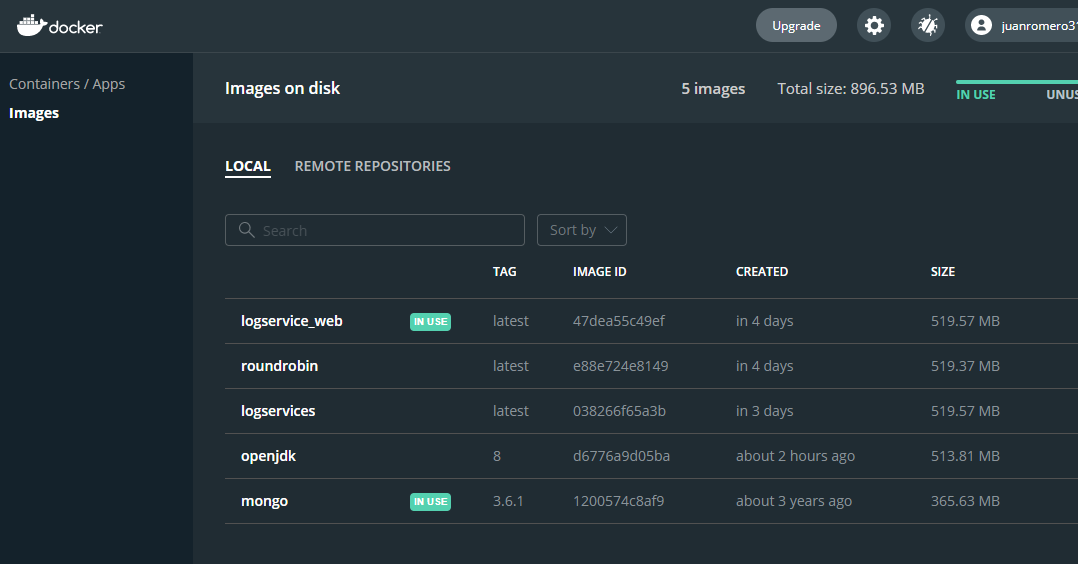 docker
Upgrade
juanromero31
Containers / Apps
Images
Images on disk
5 images
Total size: 896.53 MB
IN USE
UNUS
LOCAL
REMOTE REPOSITORIES
Search
Sort by
TAG IMAGE ID CREATED SIZE
logservice_web IN USE latest 47dea55c49ef in 4 days 519.57 MB
roundrobin latest e88e724e8149 in 4 days 519.37 MB
logservices latest 038266f65a3b in 3 days 519.57 MB
openjdk 8 d6776a9d05ba about 2 hours ago 513.81 MB
mongo IN USE 3.6.1 1200574c8af9 about 3 years ago 365.63 MB